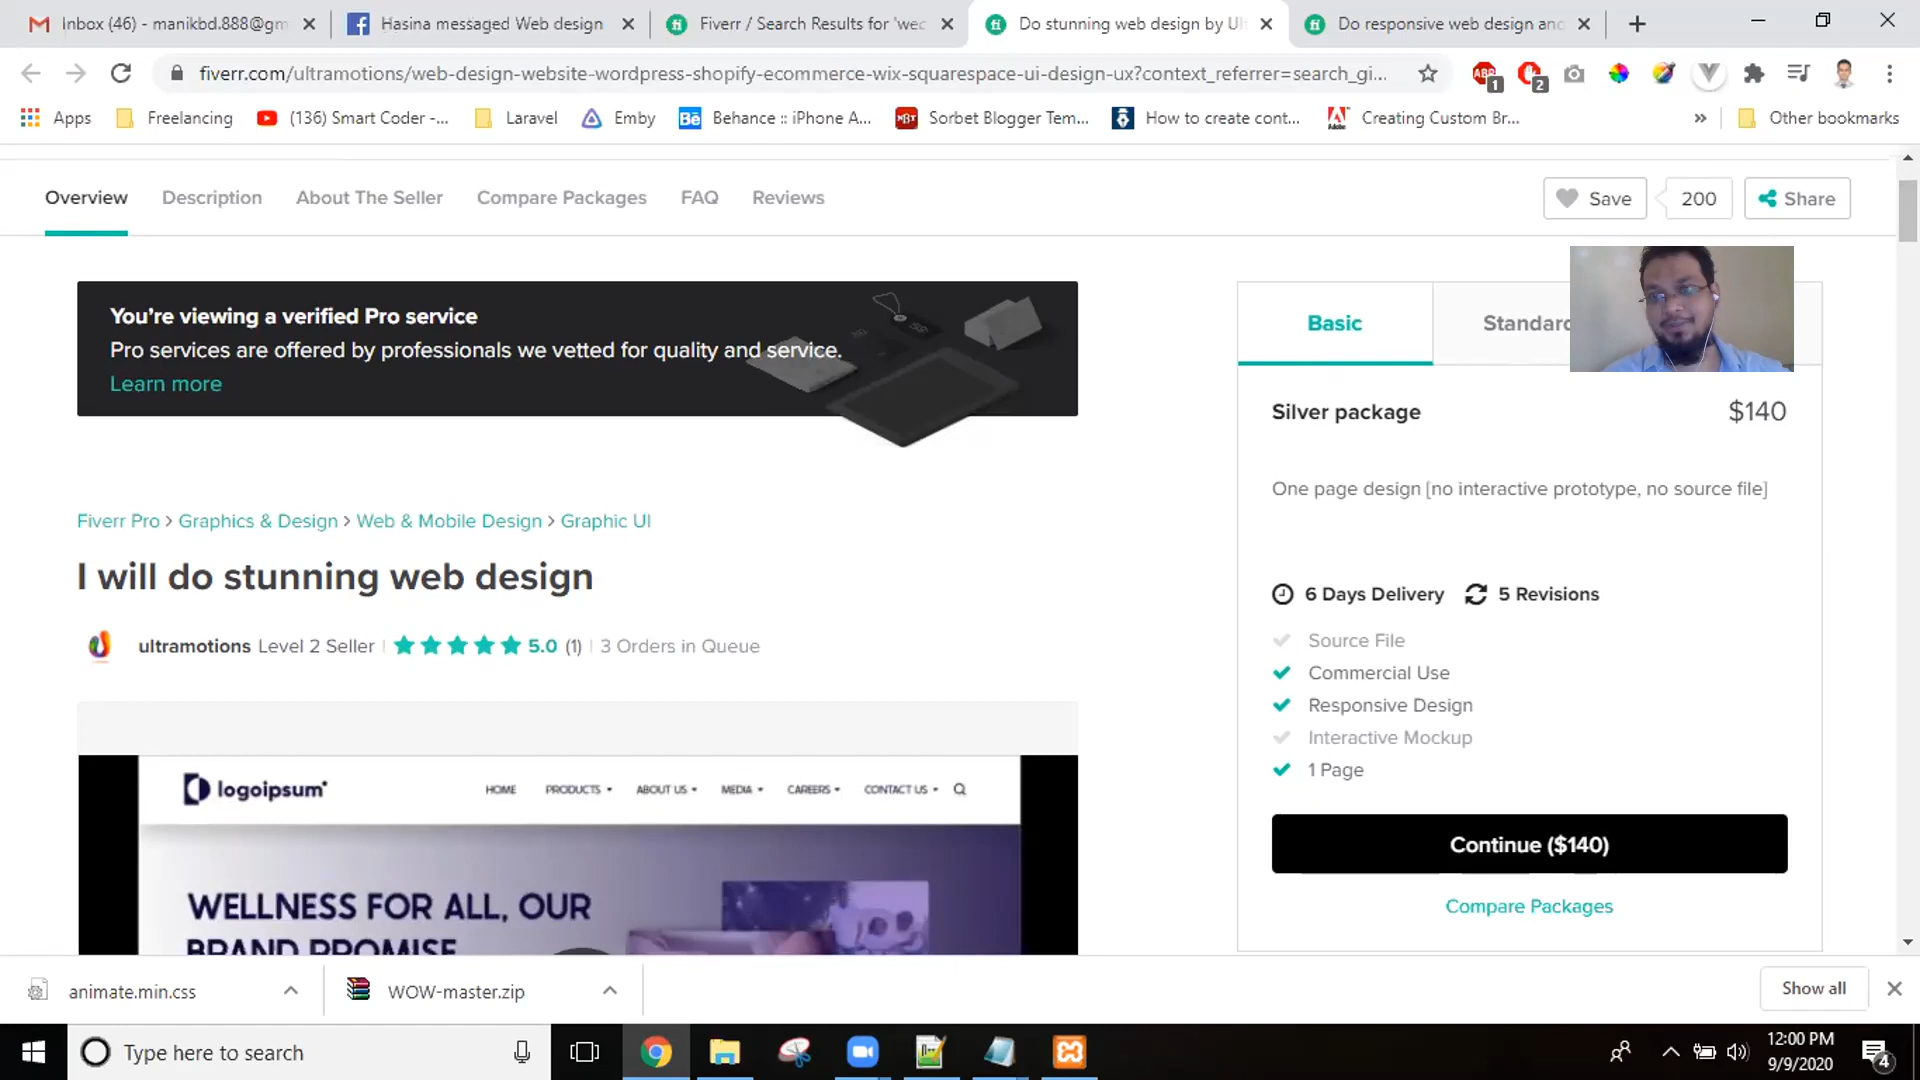 Inbox (46) - manikbd.888@gm
Hasina messaged Web design
Fiverr / Search Results for 'wec
Do stunning web design by Ul
Do responsive web design and
fiverr.com/ultramotions/web-design-website-wordpress-shopify-ecommerce-wix-squarespace-ui-design-ux?context_referrer=search_gi...
ABP
1
2
Apps
Freelancing
(136) Smart Coder -...
Laravel
Emby
Bē
Behance :: iPhone A...
MBT
Sorbet Blogger Tem...
How to create cont...
Creating Custom Br...
»
Other bookmarks
Overview
Description
About The Seller
Compare Packages
FAQ
Reviews
Save
200
Share
You're viewing a verified Pro service
Pro services are offered by professionals we vetted for quality and service.
Learn more
Basic
Standard
Silver package
$140
One page design [no interactive prototype, no source file]
Fiverr Pro > Graphics & Design > Web & Mobile Design > Graphic UI
I will do stunning web design
6 Days Delivery
5 Revisions
ultramotions Level 2 Seller | 5.0 (1) | 3 Orders in Queue
Source File
Commercial Use
Responsive Design
Interactive Mockup
1 Page
logoipsum
HOME
PRODUCTS
ABOUT US
MEDIA
CAREERS
CONTACT US
Continue ($140)
WELLNESS FOR ALL, OUR
BRAND PROMISE
Compare Packages
animate.min.css
WOW-master.zip
Show all
Type here to search
12:00 PM
9/9/2020
4